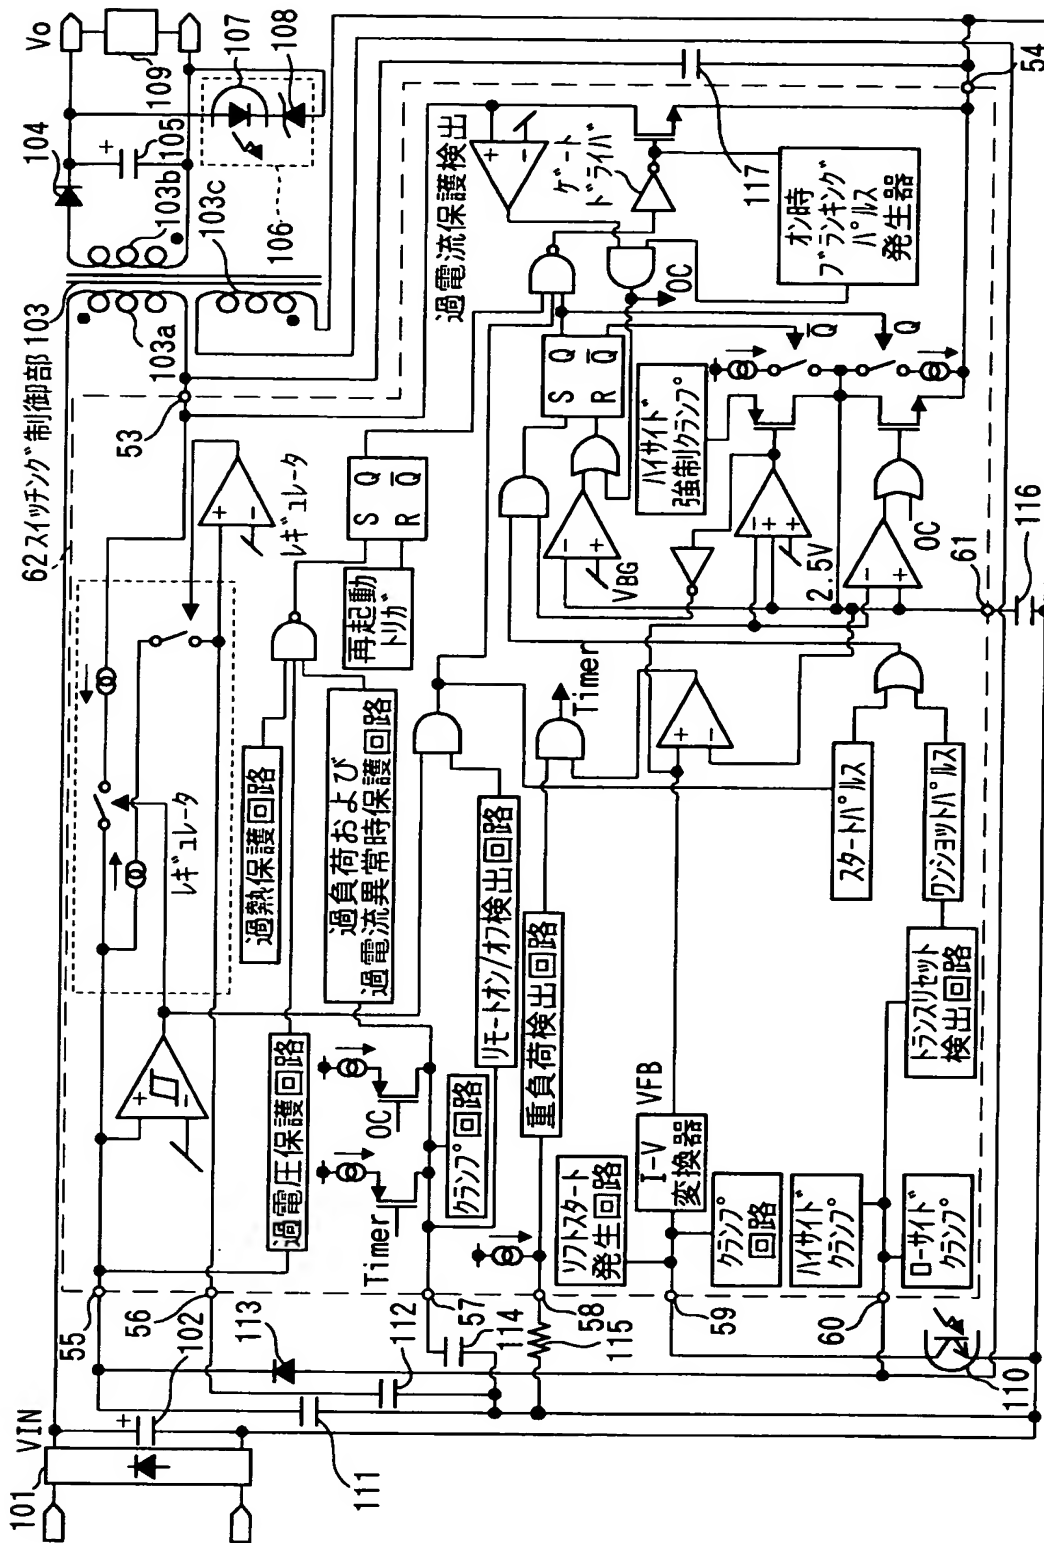 101
VIN
102
111
55
56
113
112
57
114
58
115
59
60
110
62 スイッチング制御部
103
103a
103b
103c
104
105
106
107
108
109
Vo
53
レギュレータ
レギュレータ
過熱保護回路
過電圧保護回路
過負荷および
過電流異常時保護回路
再起動
トリガ
S Q
R Q̅
Timer
OC
クランプ回路
リモートオン/オフ検出回路
重負荷検出回路
Timer
ソフトスタート
発生回路
I-V
変換器
VFB
クランプ
回路
ハイサイド
クランプ
ローサイド
クランプ
トランスリセット
検出回路
ワンショットパルス
スタートパルス
過電流保護検出
ゲート
ドライバ
OC
S Q
R Q̅
VBG
ハイサイド
強制クランプ
2.5V
Q̅
Q
OC
オン時
ブランキング
パルス
発生器
117
54
61
116